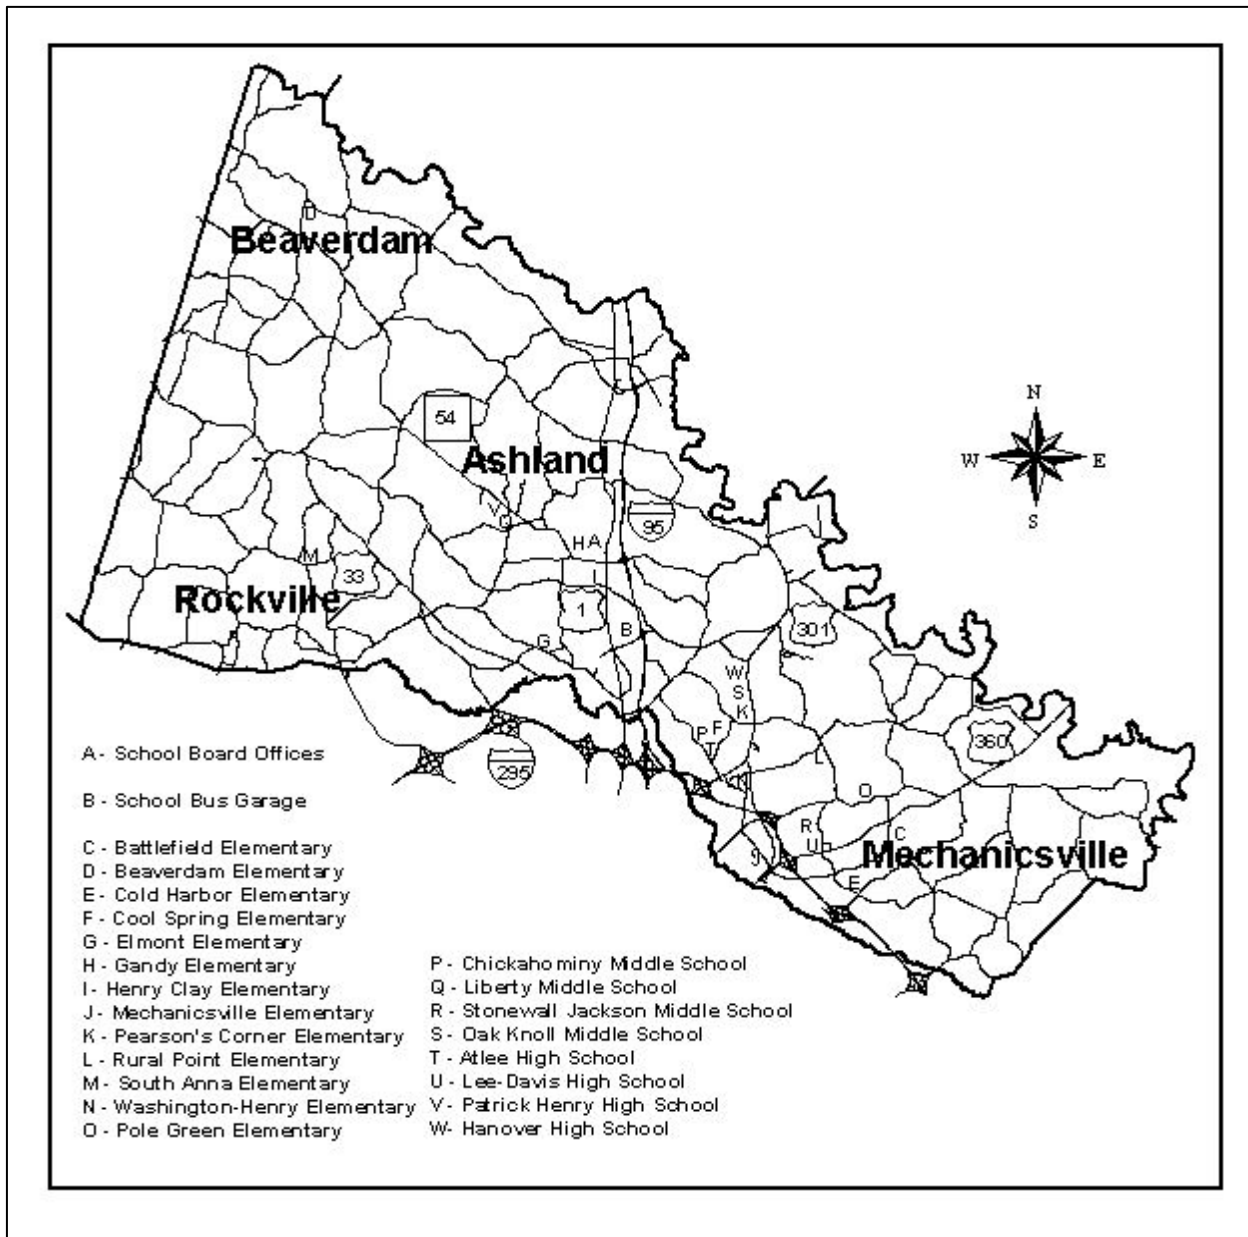 D
Beaverdam
54
Ashland
N
W E
S
V
Q
95
H A
M
33
I
Rockville
1
301
G
B
W
S
K
P F
T
360
L
295
N
O
R
C
U
J
Mechanicsville
E
A - School Board Offices
B - School Bus Garage
C - Battlefield Elementary
D - Beaverdam Elementary
E - Cold Harbor Elementary
F - Cool Spring Elementary
G - Elmont Elementary
H - Gandy Elementary
I - Henry Clay Elementary
J - Mechanicsville Elementary
K - Pearson's Corner Elementary
L - Rural Point Elementary
M - South Anna Elementary
N - Washington-Henry Elementary
O - Pole Green Elementary
P - Chickahominy Middle School
Q - Liberty Middle School
R - Stonewall Jackson Middle School
S - Oak Knoll Middle School
T - Atlee High School
U - Lee-Davis High School
V - Patrick Henry High School
W- Hanover High School